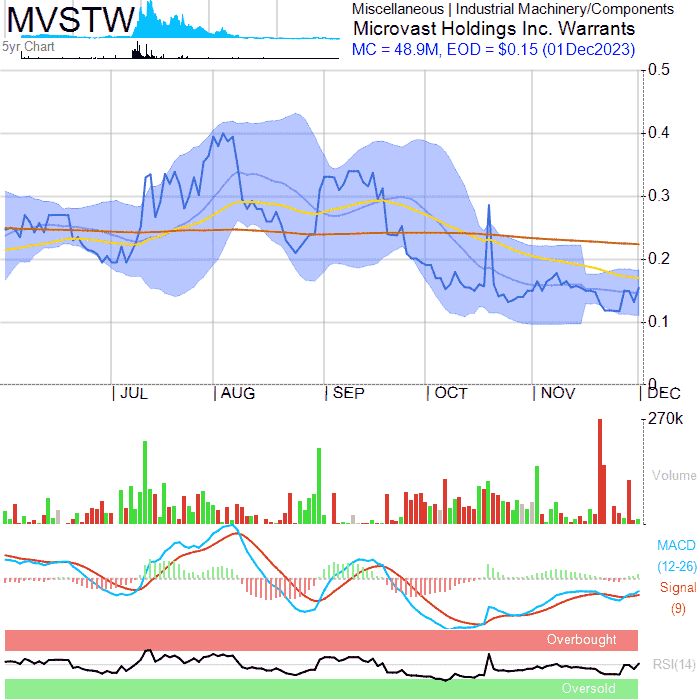 MVSTW
5yr Chart
Miscellaneous | Industrial Machinery/Components
Microvast Holdings Inc. Warrants
MC = 48.9M, EOD = $0.15 (01Dec2023)
0.5
0.4
0.3
0.2
0.1
0
JUL
AUG
SEP
OCT
NOV
DEC
270k
Volume
MACD
(12-26)
Signal
(9)
Overbought
RSI(14)
Oversold